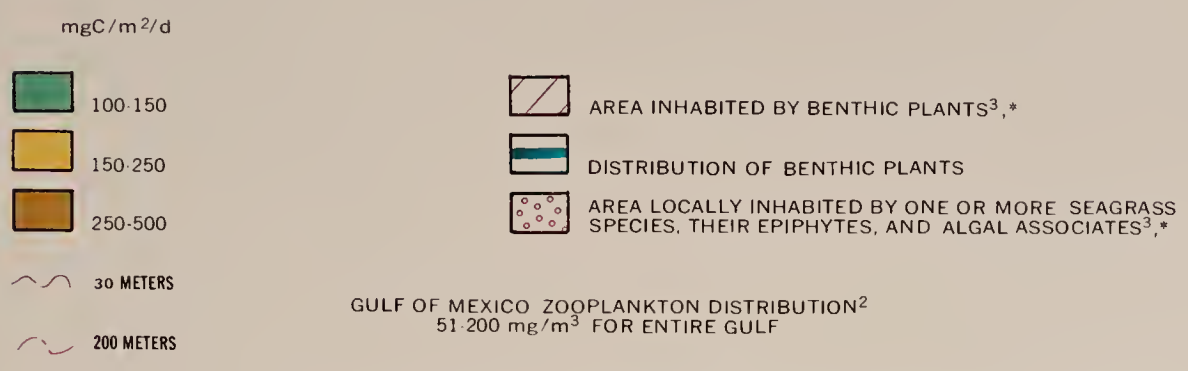 mgC/m²/d
100-150
150-250
250-500
30 METERS
200 METERS
AREA INHABITED BY BENTHIC PLANTS³,*
DISTRIBUTION OF BENTHIC PLANTS
AREA LOCALLY INHABITED BY ONE OR MORE SEAGRASS
SPECIES, THEIR EPIPHYTES, AND ALGAL ASSOCIATES³,*
GULF OF MEXICO ZOOPLANKTON DISTRIBUTION²
51-200 mg/m³ FOR ENTIRE GULF